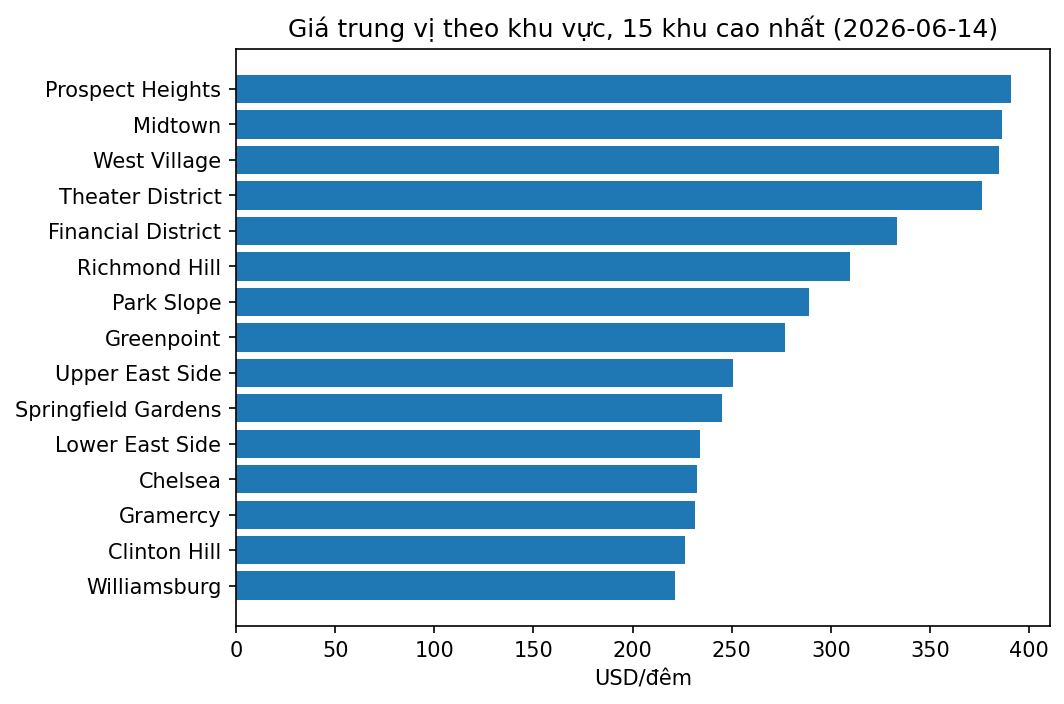 Giá trung vị theo khu vực, 15 khu cao nhất (2026-06-14)
Prospect Heights
Midtown
West Village
Theater District
Financial District
Richmond Hill
Park Slope
Greenpoint
Upper East Side
Springfield Gardens
Lower East Side
Chelsea
Gramercy
Clinton Hill
Williamsburg
0 50 100 150 200 250 300 350 400
USD/đêm